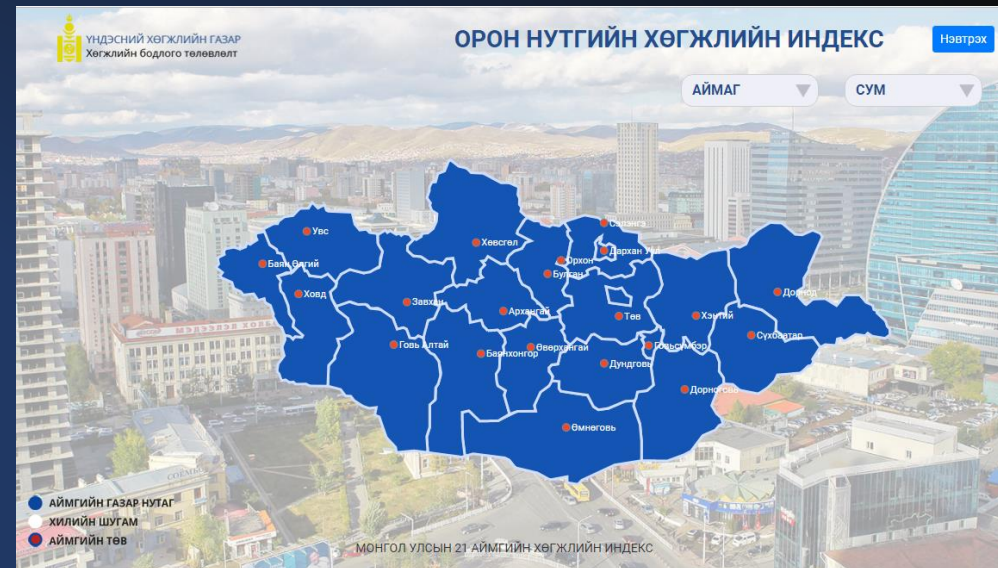 ҮНДЭСНИЙ ХӨГЖЛИЙН ГАЗАР
Хөгжлийн бодлого төлөвлөлт
ОРОН НУТГИЙН ХӨГЖЛИЙН ИНДЕКС
Нэвтрэх
АЙМАГ
СУМ
Увс
Сэлэнгэ
Хөвсгөл
Дархан Уул
Баян Өлгий
Орхон
Булган
Ховд
Дорнод
Завхан
Архангай
Төв
Хэнтий
Сүхбаатар
Говь Алтай
Баянхонгор
Өвөрхангай
Говьсүмбэр
Дундговь
Дорноговь
Өмнөговь
АЙМГИЙН ГАЗАР НУТАГ
ХИЛИЙН ШУГАМ
АЙМГИЙН ТӨВ
МОНГОЛ УЛСЫН 21 АЙМГИЙН ХӨГЖЛИЙН ИНДЕКС